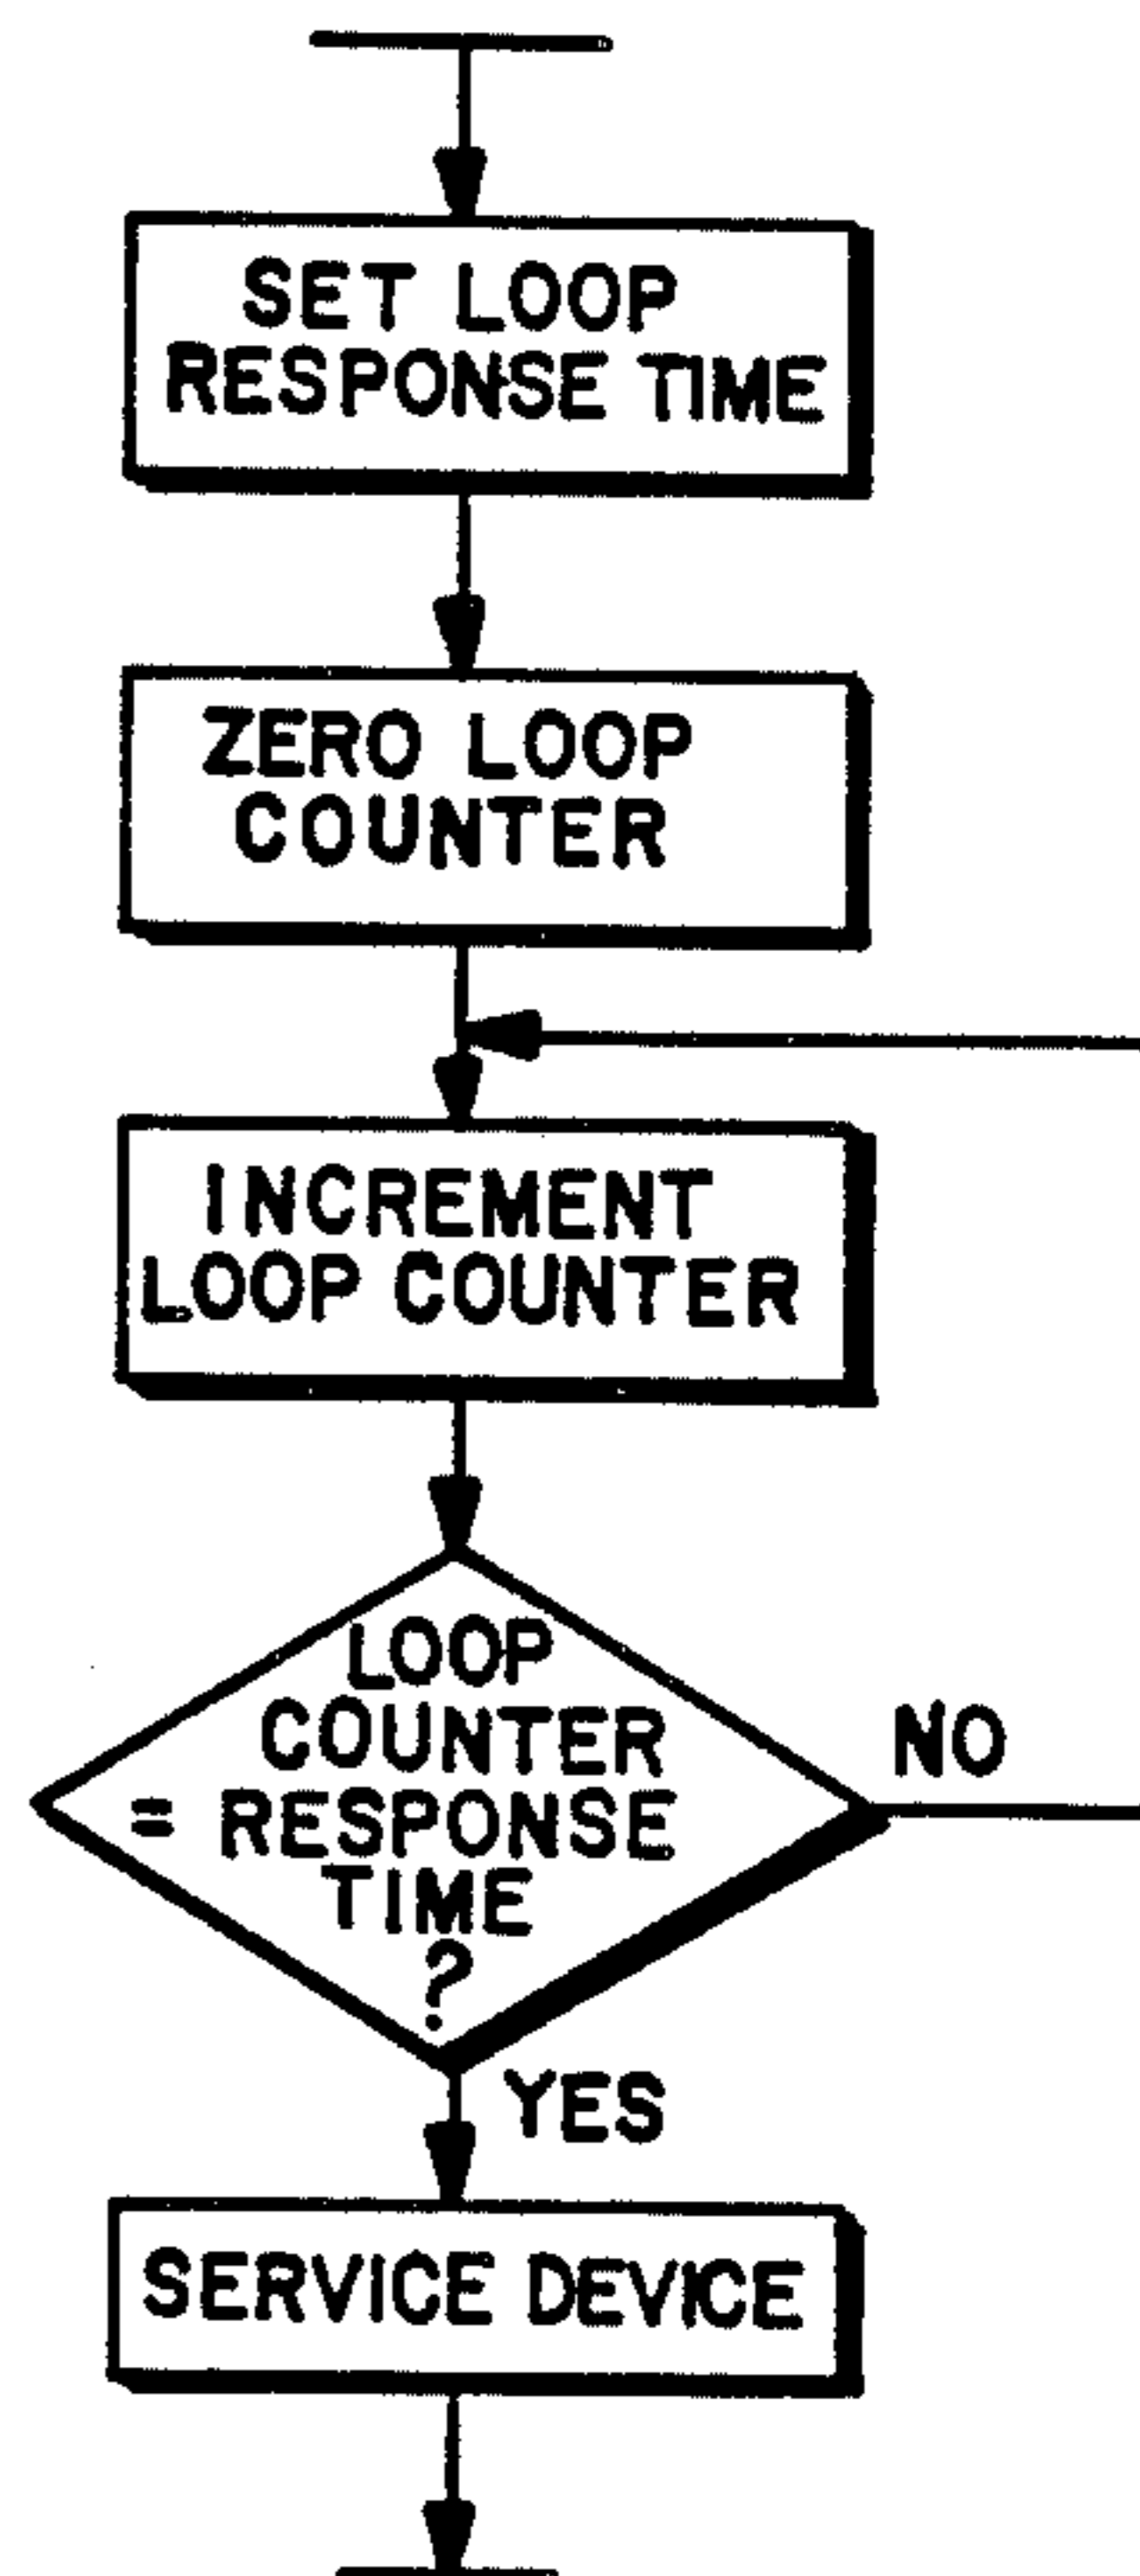 SET LOOP
RESPONSE TIME
ZERO LOOP
COUNTER
INCREMENT
LOOP COUNTER
LOOP
COUNTER
= RESPONSE
TIME
?
NO
YES
SERVICE DEVICE